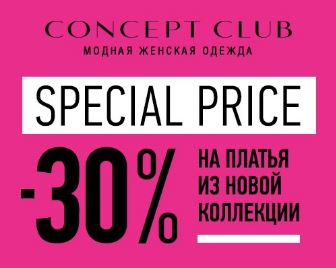 CONCEPT CLUB
МОДНАЯ ЖЕНСКАЯ ОДЕЖДА
SPECIAL PRICE
-30%
НА ПЛАТЬЯ
ИЗ НОВОЙ
КОЛЛЕКЦИИ